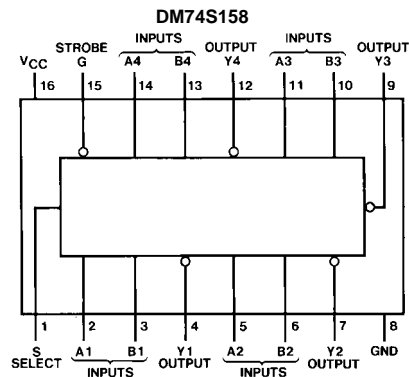 DM74S158
INPUTS INPUTS
STROBE OUTPUT OUTPUT
VCC G A4 B4 Y4 A3 B3 Y3
16 15 14 13 12 11 10 9
1 2 3 4 5 6 7 8
S A1 B1 Y1 A2 B2 Y2 GND
SELECT INPUTS OUTPUT INPUTS OUTPUT